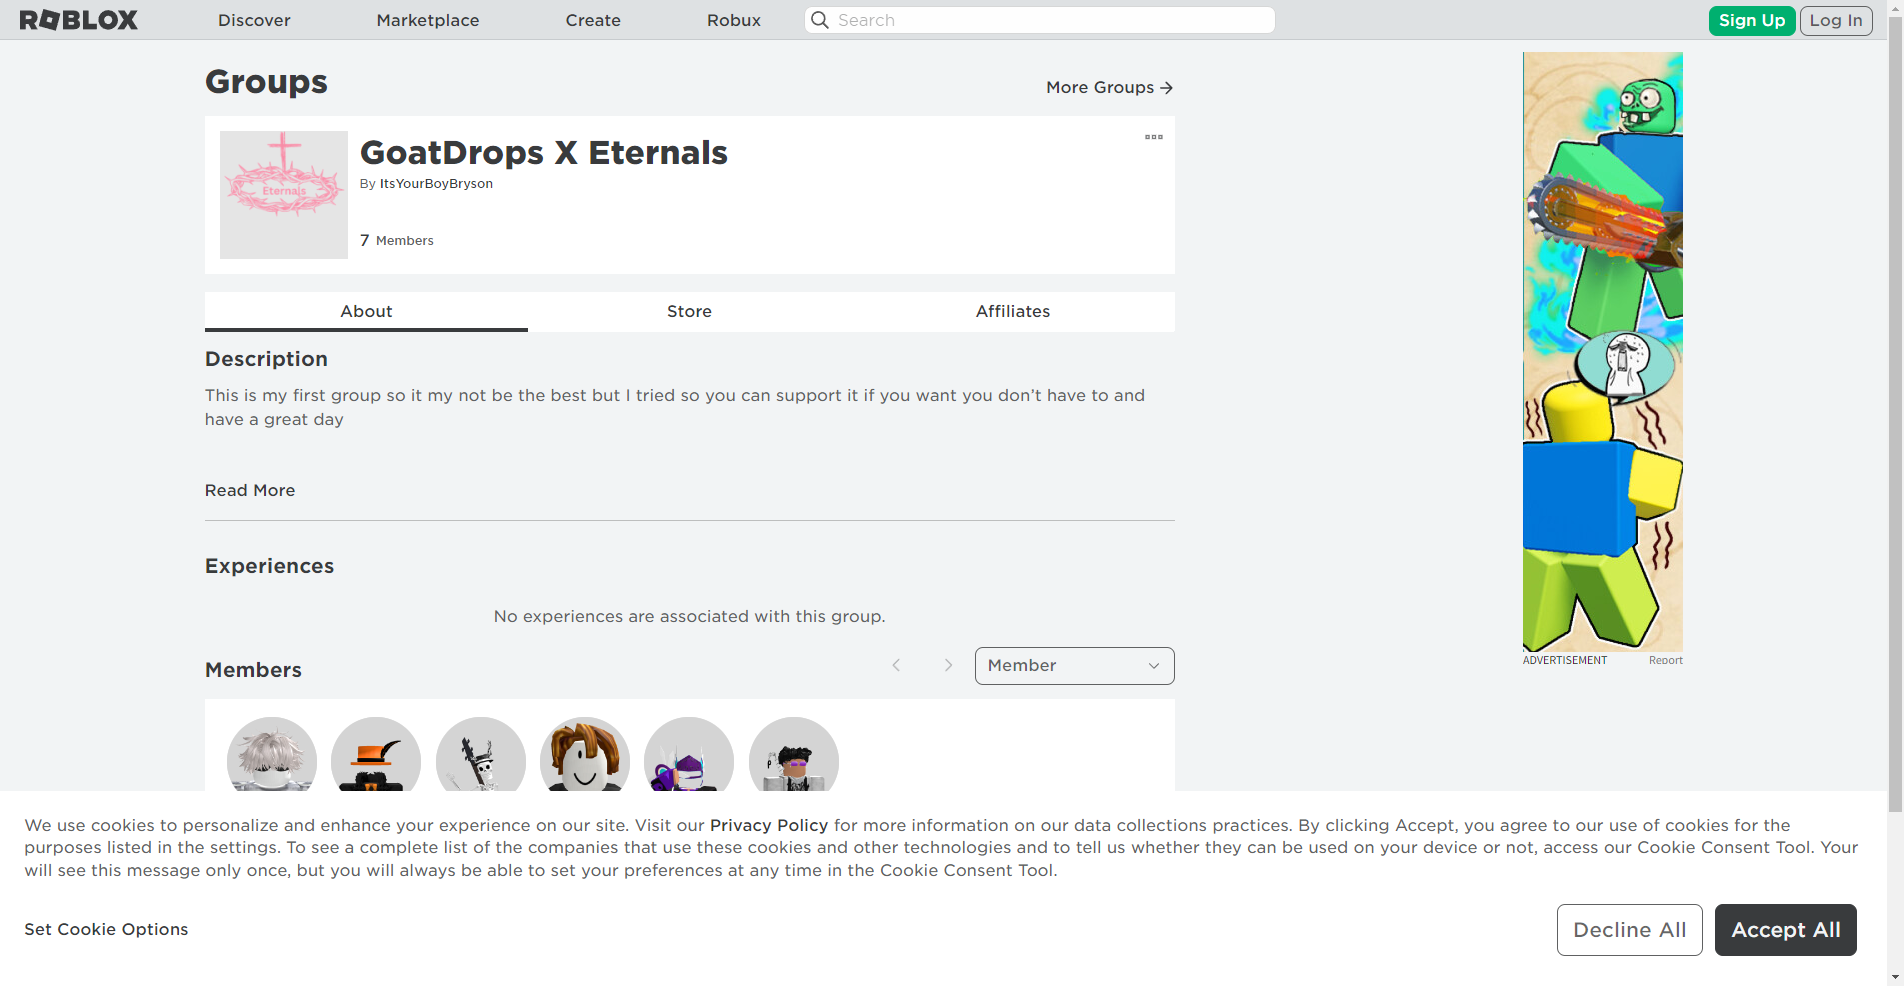 ROBLOX
Discover
Marketplace
Create
Robux
Search
Sign Up
Log In
Groups
More Groups
Eternals
GoatDrops X Eternals
By ItsYourBoyBryson
7 Members
About
Store
Affiliates
Description
This is my first group so it my not be the best but I tried so you can support it if you want you don’t have to and
have a great day
Read More
Experiences
No experiences are associated with this group.
Members
Member
ADVERTISEMENT
Report
We use cookies to personalize and enhance your experience on our site. Visit our Privacy Policy for more information on our data collections practices. By clicking Accept, you agree to our use of cookies for the
purposes listed in the settings. To see a complete list of the companies that use these cookies and other technologies and to tell us whether they can be used on your device or not, access our Cookie Consent Tool. Your
will see this message only once, but you will always be able to set your preferences at any time in the Cookie Consent Tool.
Set Cookie Options
Decline All
Accept All